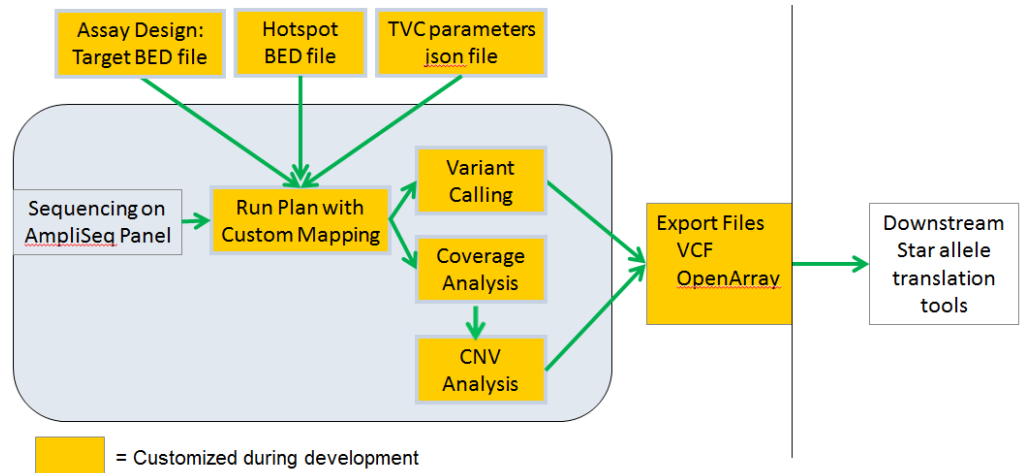 Assay Design:
Target BED file
Hotspot
BED file
TVC parameters
json file
Sequencing on
AmpliSeq Panel
Run Plan with
Custom Mapping
Variant
Calling
Coverage
Analysis
CNV
Analysis
Export Files
VCF
OpenArray
Downstream
Star allele
translation
tools
= Customized during development